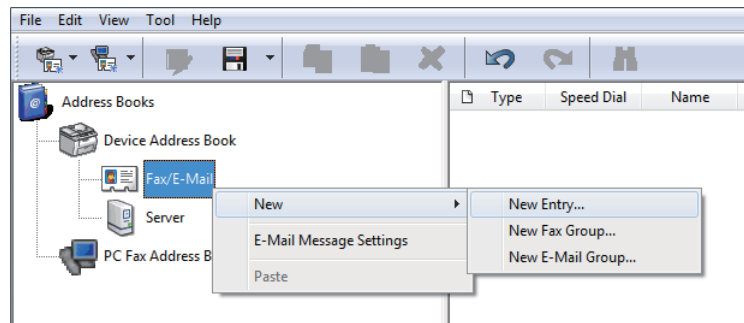 File Edit View Tool Help
Address Books
Type Speed Dial Name
Device Address Book
Fax/E-Mail
New
New Entry...
Server
New Fax Group...
E-Mail Message Settings
PC Fax Address B
New E-Mail Group...
Paste